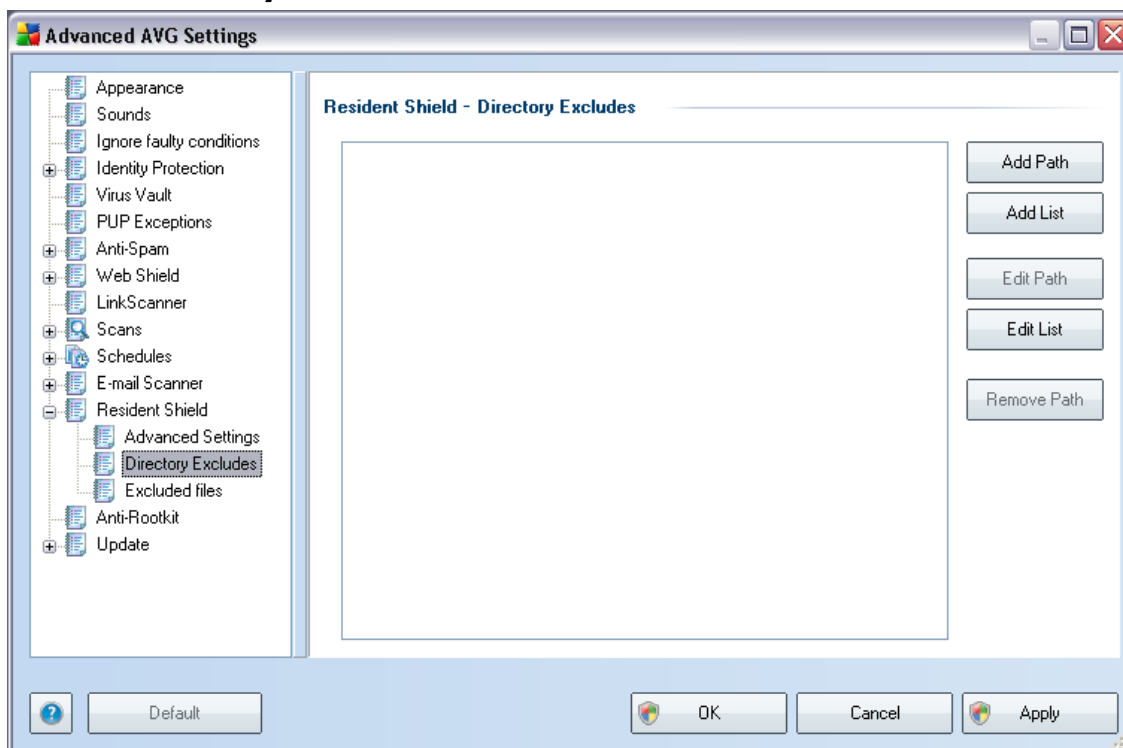 Advanced AVG Settings
Appearance
Sounds
Ignore faulty conditions
Identity Protection
Virus Vault
PUP Exceptions
Anti-Spam
Web Shield
LinkScanner
Scans
Schedules
E-mail Scanner
Resident Shield
Advanced Settings
Directory Excludes
Excluded files
Anti-Rootkit
Update
Resident Shield - Directory Excludes
Add Path
Add List
Edit Path
Edit List
Remove Path
Default
OK
Cancel
Apply